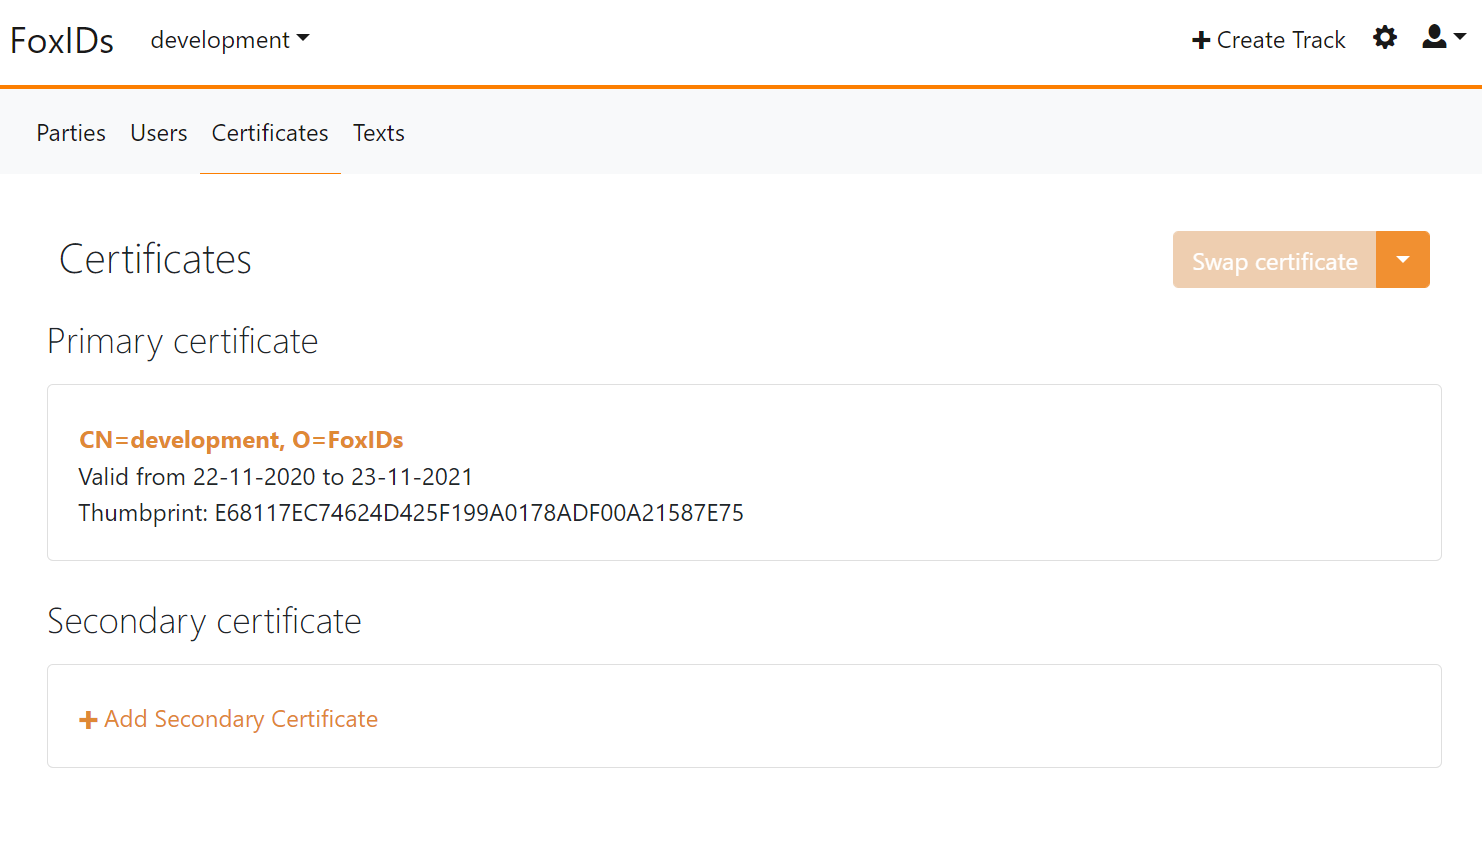 FoxIDs development Create Track
Parties Users Certificates Texts
Certificates Swap certificate
Primary certificate
CN=development, O=FoxIDs
Valid from 22-11-2020 to 23-11-2021
Thumbprint: E68117EC74624D425F199A0178ADF00A21587E75
Secondary certificate
Add Secondary Certificate